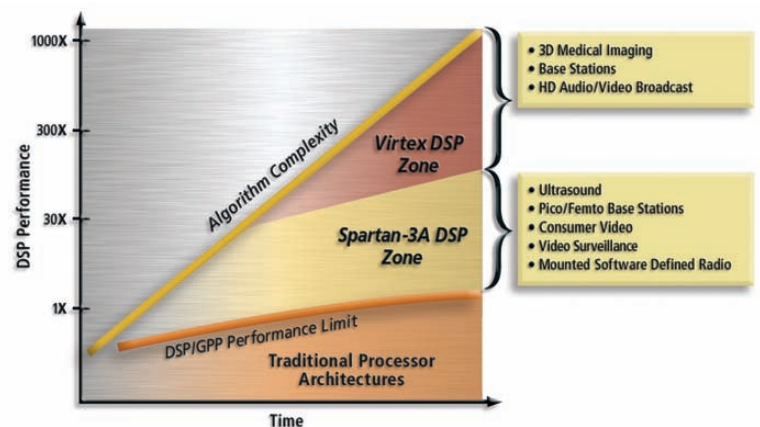 1000X
300X
30X
1X
DSP Performance
Time
Algorithm Complexity
Virtex DSP
Zone
Spartan-3A DSP
Zone
DSP/GPP Performance Limit
Traditional Processor
Architectures
• 3D Medical Imaging
• Base Stations
• HD Audio/Video Broadcast
• Ultrasound
• Pico/Femto Base Stations
• Consumer Video
• Video Surveillance
• Mounted Software Defined Radio